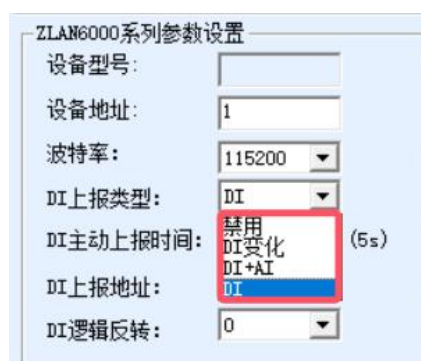 ZLAN6000系列参数设置
设备型号:
设备地址: 1
波特率: 115200
DI上报类型: DI
禁用
DI变化
DI主动上报时间: (5s)
DI+AI
DI
DI上报地址:
DI逻辑反转: 0